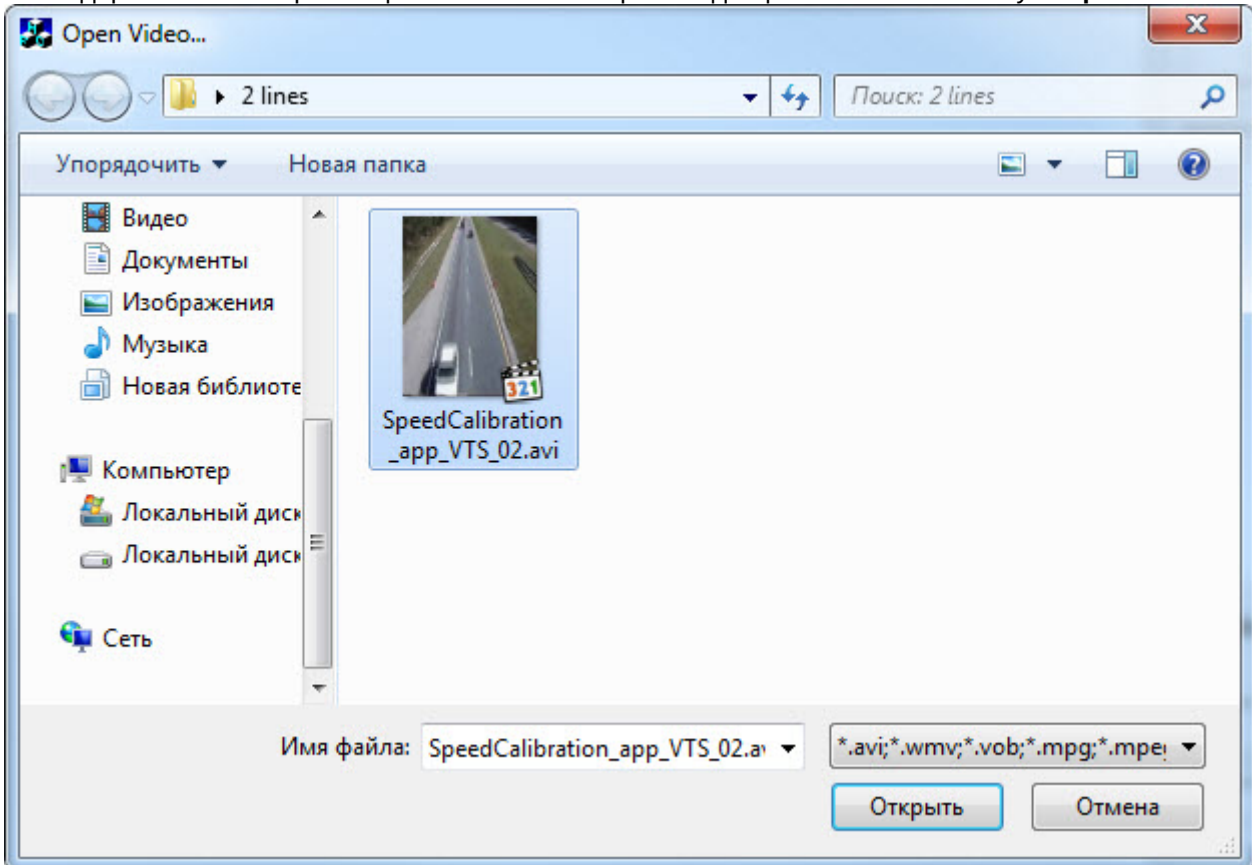 Open Video...
2 lines
Поиск: 2 lines
Упорядочить
Новая папка
Видео
Документы
Изображения
Музыка
Новая библиоте
Компьютер
Локальный диск
Локальный диск
Сеть
321
SpeedCalibration
_app_VTS_02.avi
Имя файла:
SpeedCalibration_app_VTS_02.a
*.avi;*.wmv;*.vob;*.mpg;*.mpe
Открыть
Отмена